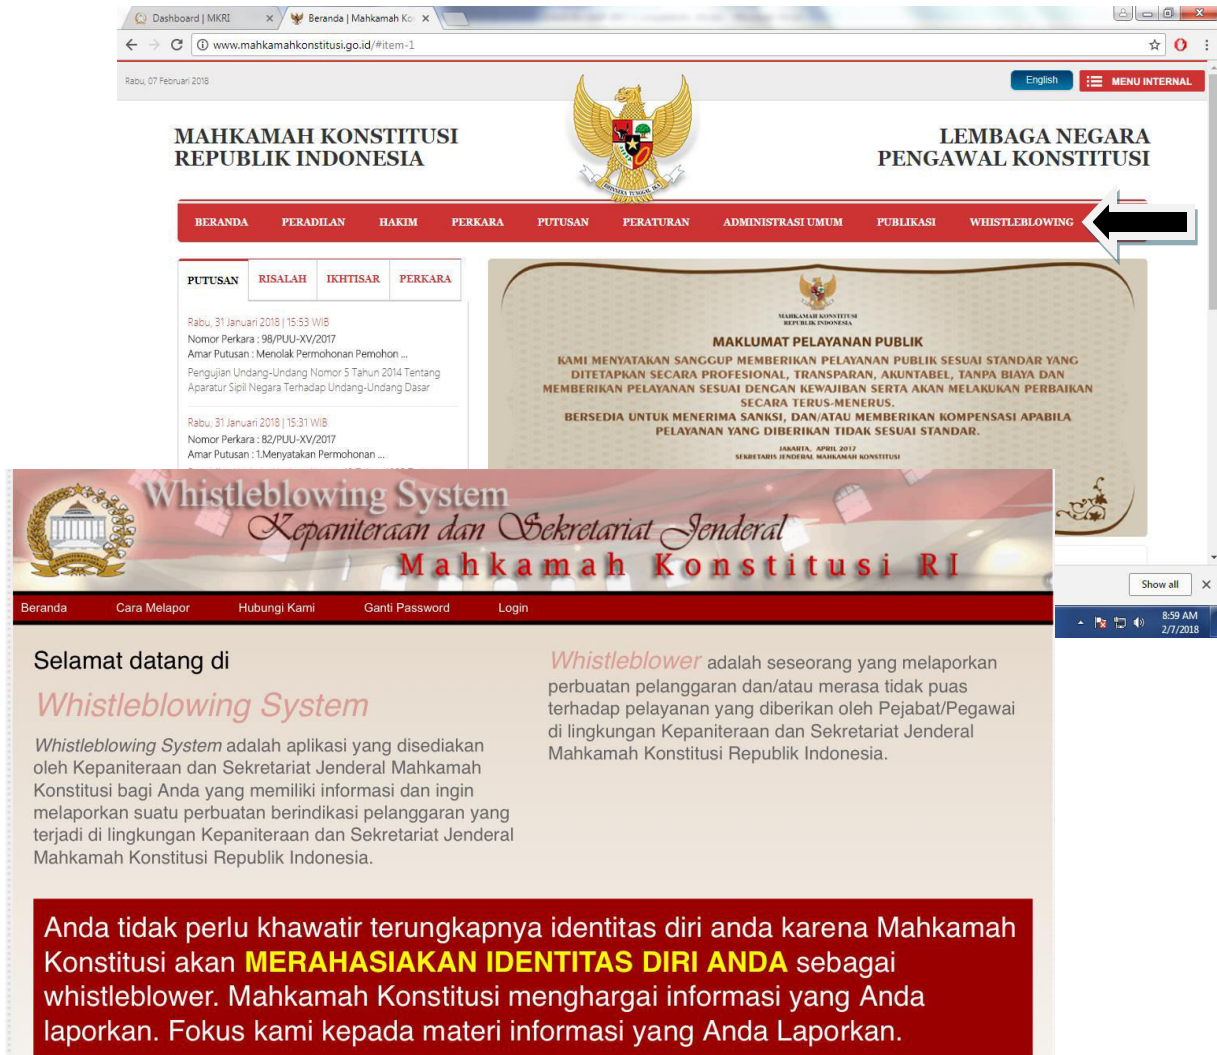 Dashboard | MKRI
Beranda | Mahkamah Ko
www.mahkamahkonstitusi.go.id/#item-1
Rabu, 07 Februari 2018
English
MENU INTERNAL
MAHKAMAH KONSTITUSI
REPUBLIK INDONESIA
LEMBAGA NEGARA
PENGAWAL KONSTITUSI
BHINNEKA TUNGGAL IKA
BERANDA PERADILAN HAKIM PERKARA PUTUSAN PERATURAN ADMINISTRASI UMUM PUBLIKASI WHISTLEBLOWING
PUTUSAN RISALAH IKHTISAR PERKARA
Rabu, 31 Januari 2018 | 15:53 WIB
Nomor Perkara : 98/PUU-XV/2017
Amar Putusan : Menolak Permohonan Pemohon ...
Pengujian Undang-Undang Nomor 5 Tahun 2014 Tentang
Aparatur Sipil Negara Terhadap Undang-Undang Dasar
Rabu, 31 Januari 2018 | 15:31 WIB
Nomor Perkara : 82/PUU-XV/2017
Amar Putusan : 1.Menyatakan Permohonan ...
MAHKAMAH KONSTITUSI
REPUBLIK INDONESIA
MAKLUMAT PELAYANAN PUBLIK
KAMI MENYATAKAN SANGGUP MEMBERIKAN PELAYANAN PUBLIK SESUAI STANDAR YANG
DITETAPKAN SECARA PROFESIONAL, TRANSPARAN, AKUNTABEL, TANPA BIAYA DAN
MEMBERIKAN PELAYANAN SESUAI DENGAN KEWAJIBAN SERTA AKAN MELAKUKAN PERBAIKAN
SECARA TERUS-MENERUS.
BERSEDIA UNTUK MENERIMA SANKSI, DAN/ATAU MEMBERIKAN KOMPENSASI APABILA
PELAYANAN YANG DIBERIKAN TIDAK SESUAI STANDAR.
JAKARTA, APRIL 2017
SEKRETARIS JENDERAL MAHKAMAH KONSTITUSI
Show all
8:59 AM
2/7/2018
Whistleblowing System
Kepaniteraan dan Sekretariat Jenderal
Mahkamah Konstitusi RI
Beranda Cara Melapor Hubungi Kami Ganti Password Login
Selamat datang di
Whistleblowing System
Whistleblowing System adalah aplikasi yang disediakan
oleh Kepaniteraan dan Sekretariat Jenderal Mahkamah
Konstitusi bagi Anda yang memiliki informasi dan ingin
melaporkan suatu perbuatan berindikasi pelanggaran yang
terjadi di lingkungan Kepaniteraan dan Sekretariat Jenderal
Mahkamah Konstitusi Republik Indonesia.
Whistleblower adalah seseorang yang melaporkan
perbuatan pelanggaran dan/atau merasa tidak puas
terhadap pelayanan yang diberikan oleh Pejabat/Pegawai
di lingkungan Kepaniteraan dan Sekretariat Jenderal
Mahkamah Konstitusi Republik Indonesia.
Anda tidak perlu khawatir terungkapnya identitas diri anda karena Mahkamah
Konstitusi akan MERAHASIAKAN IDENTITAS DIRI ANDA sebagai
whistleblower. Mahkamah Konstitusi menghargai informasi yang Anda
laporkan. Fokus kami kepada materi informasi yang Anda Laporkan.